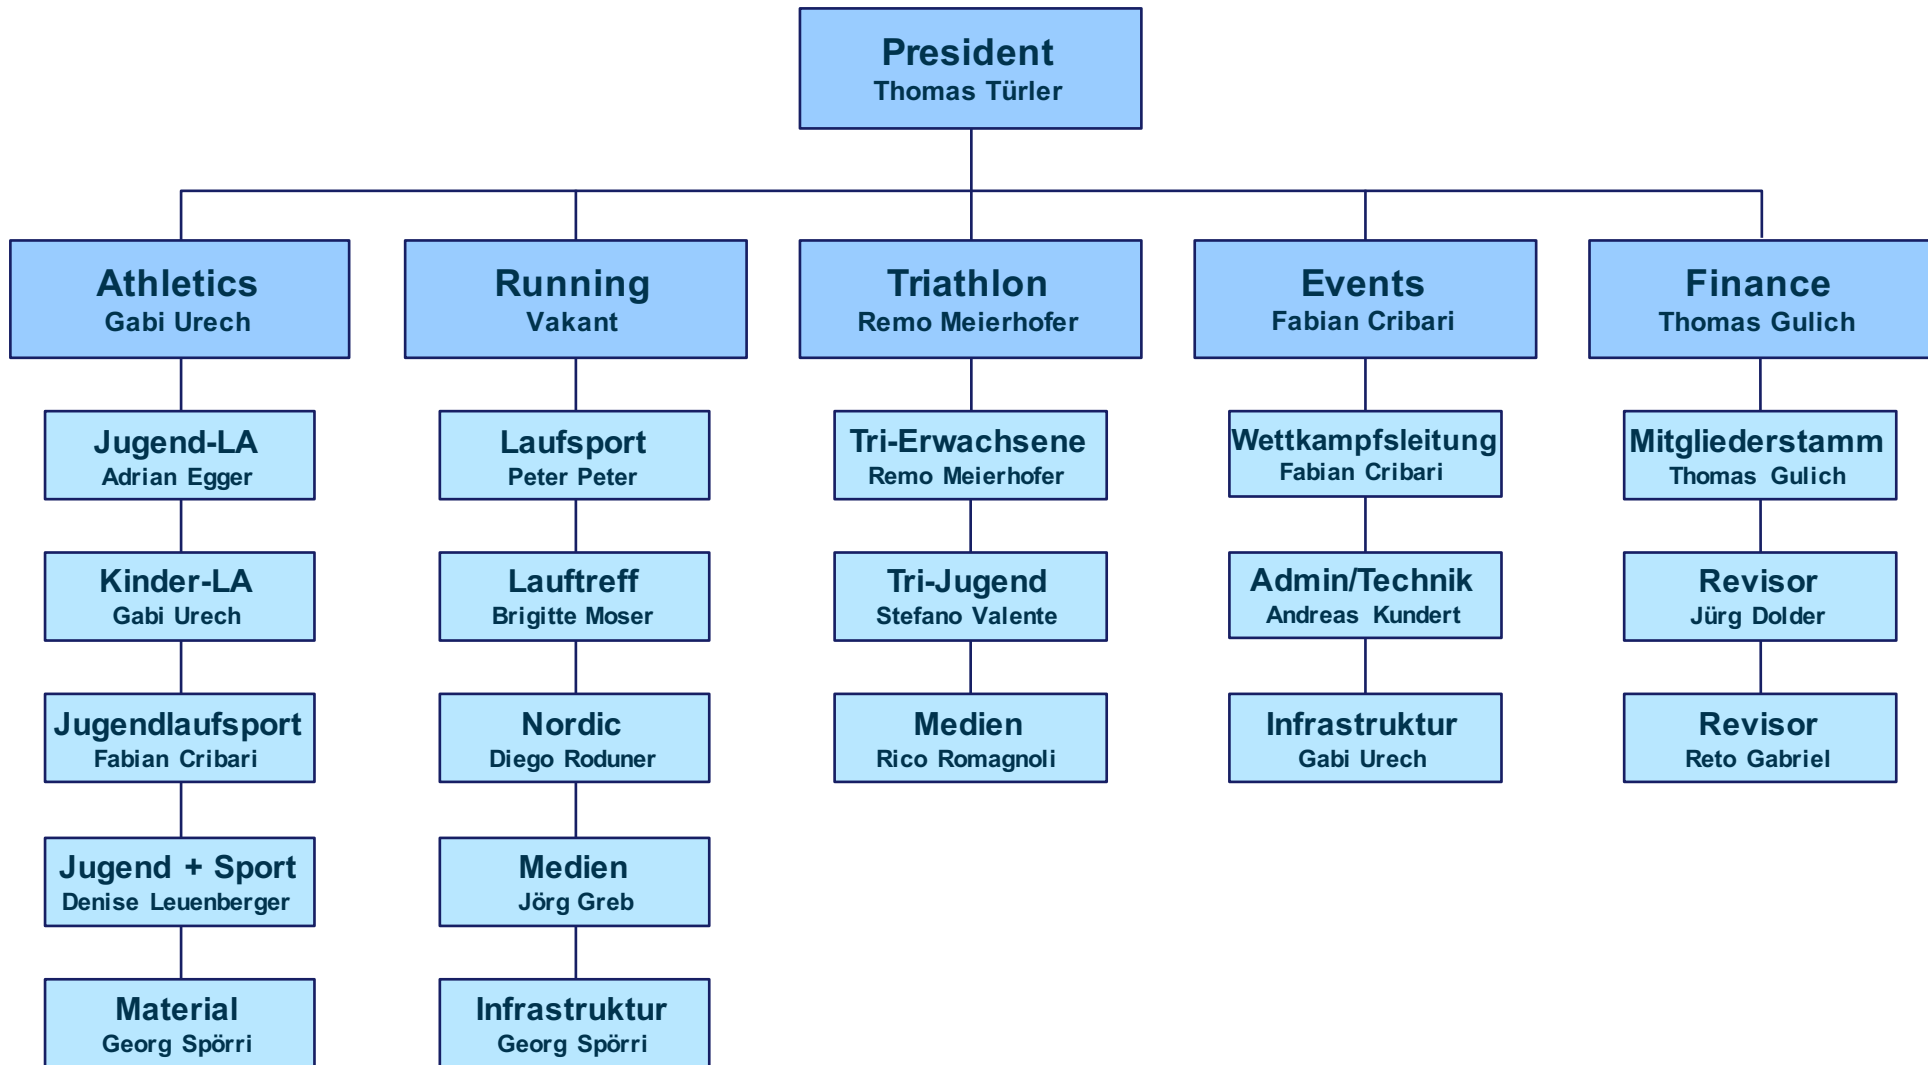 President
Thomas Türler
Athletics
Gabi Urech
Running
Vakant
Triathlon
Remo Meierhofer
Events
Fabian Cribari
Finance
Thomas Gulich
Jugend-LA
Adrian Egger
Laufsport
Peter Peter
Tri-Erwachsene
Remo Meierhofer
Wettkampfsleitung
Fabian Cribari
Mitgliederstamm
Thomas Gulich
Kinder-LA
Gabi Urech
Lauftreff
Brigitte Moser
Tri-Jugend
Stefano Valente
Admin/Technik
Andreas Kundert
Revisor
Jürg Dolder
Jugendlaufsport
Fabian Cribari
Nordic
Diego Roduner
Medien
Rico Romagnoli
Infrastruktur
Gabi Urech
Revisor
Reto Gabriel
Jugend + Sport
Denise Leuenberger
Medien
Jörg Greb
Material
Georg Spörri
Infrastruktur
Georg Spörri